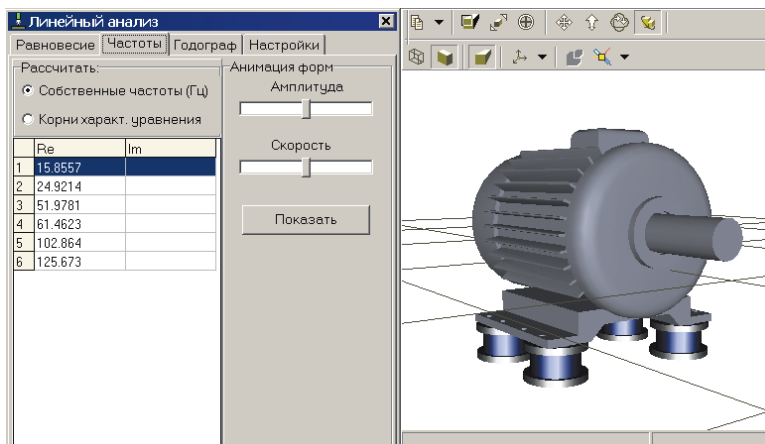 Линейный анализ
Равновесие Частоты Годограф Настройки
Рассчитать:
Собственные частоты (Гц)
Корни характ. уравнения
Re Im
1 15.8557
2 24.9214
3 51.9781
4 61.4623
5 102.864
6 125.673
Анимация форм
Амплитуда
Скорость
Показать